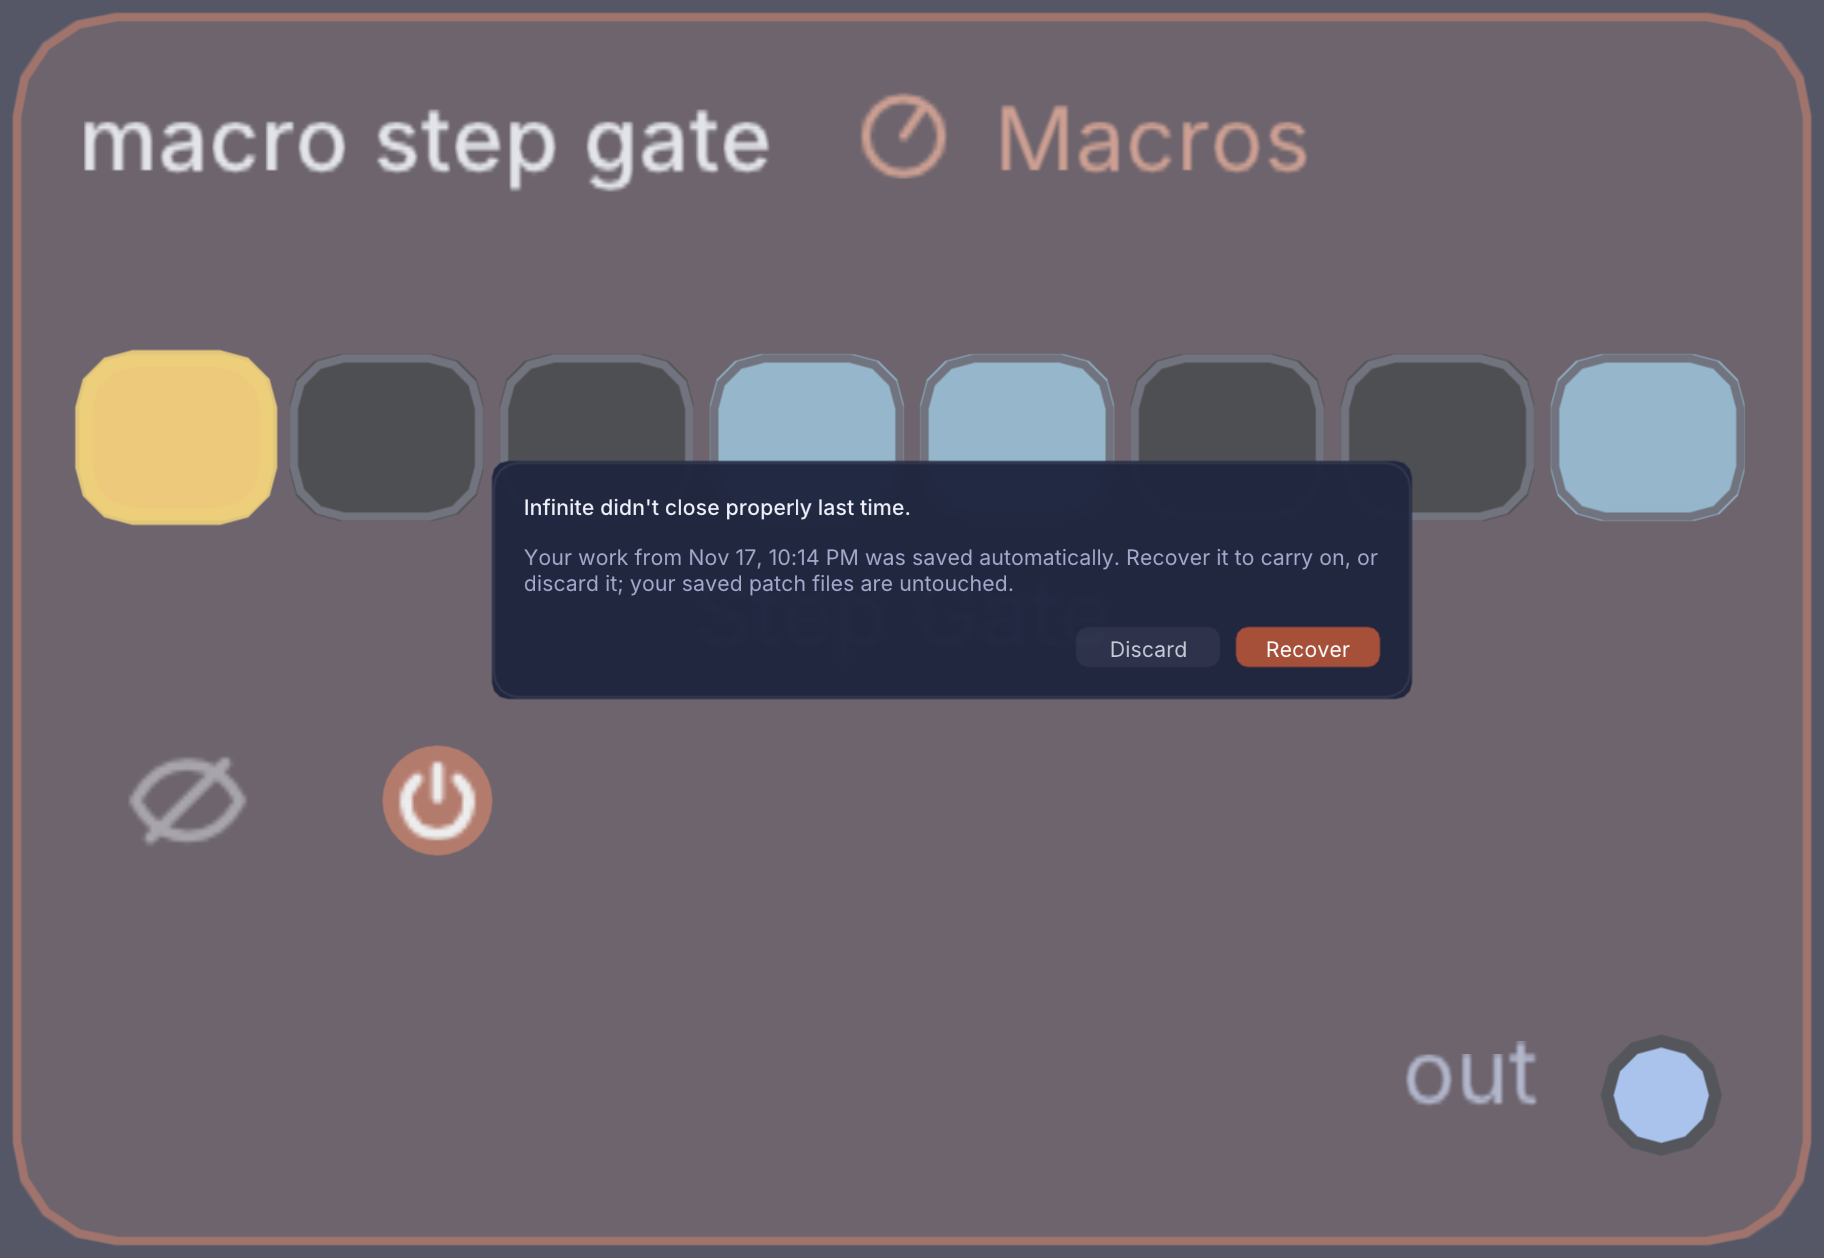 macro step gate Macros
Infinite didn't close properly last time.
Your work from Nov 17, 10:14 PM was saved automatically. Recover it to carry on, or
discard it; your saved patch files are untouched.
Step Gate
Discard Recover
out